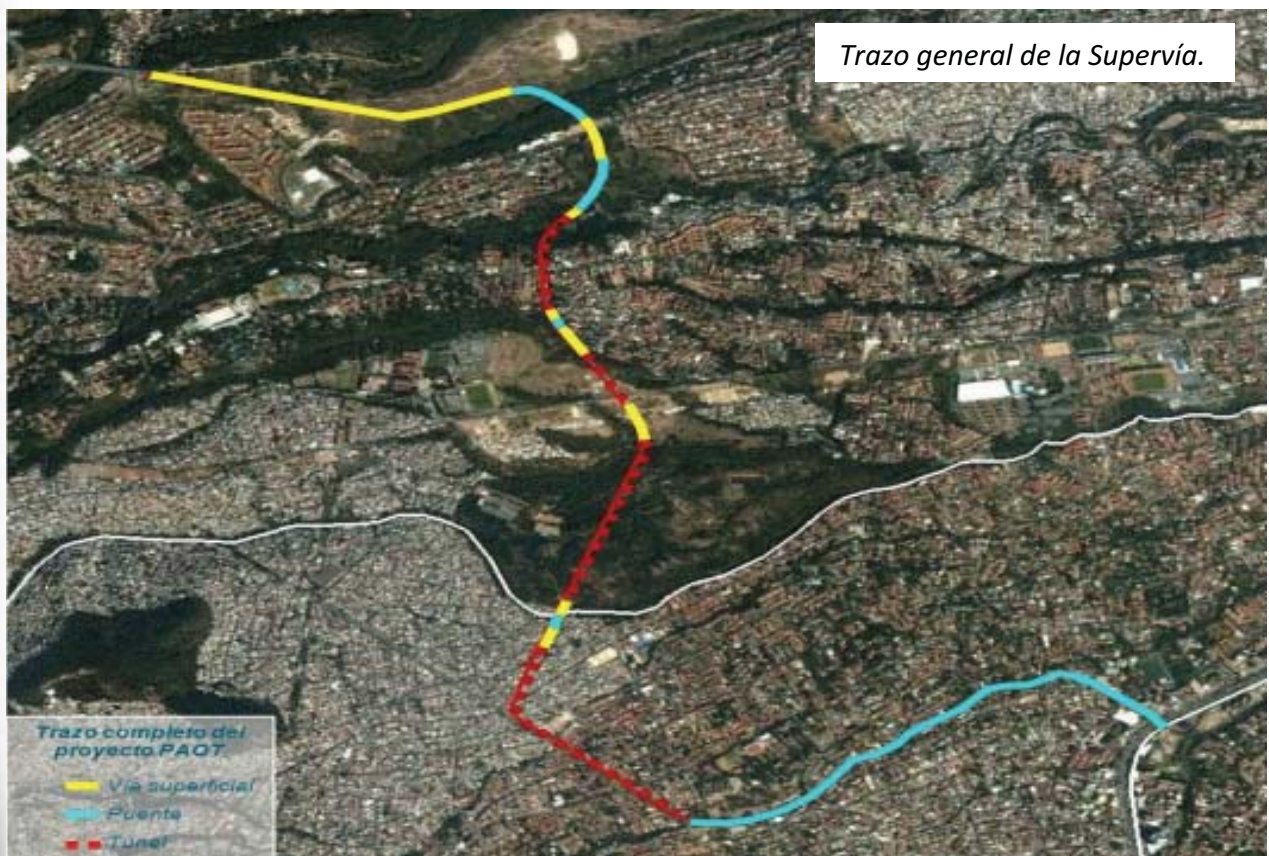 Trazo general de la Supervía.
Trazo completo del
proyecto PAOT
Vía superficial
Puente
Túnel